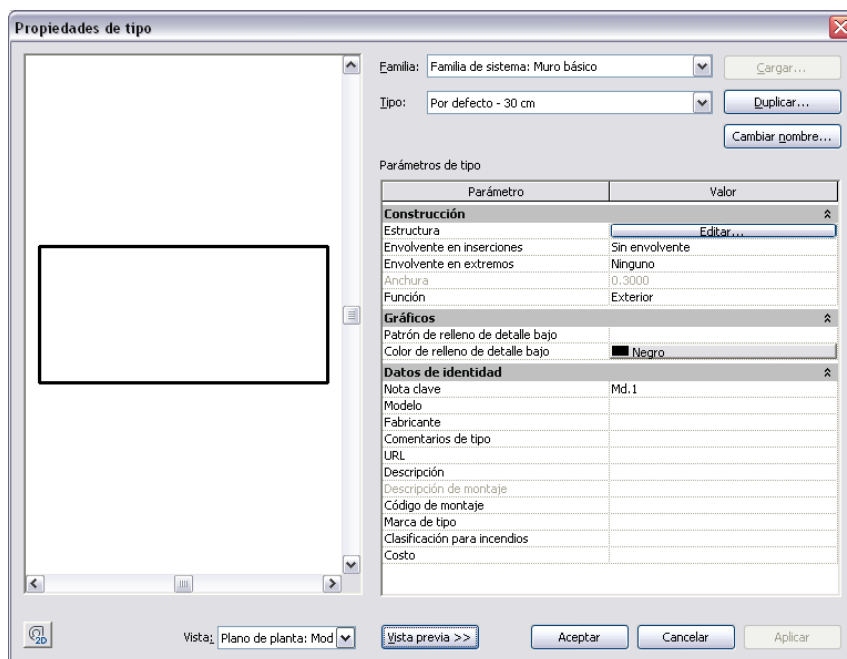 Propiedades de tipo
Familia: Familia de sistema: Muro básico Cargar...
Tipo: Por defecto - 30 cm Duplicar...
Cambiar nombre...
Parámetros de tipo
Parámetro Valor
Construcción
Estructura Editar...
Envolvente en inserciones Sin envolvente
Envolvente en extremos Ninguno
Anchura 0.3000
Función Exterior
Gráficos
Patrón de relleno de detalle bajo
Color de relleno de detalle bajo Negro
Datos de identidad
Nota clave Md.1
Modelo
Fabricante
Comentarios de tipo
URL
Descripción
Descripción de montaje
Código de montaje
Marca de tipo
Clasificación para incendios
Costo
2D Vista: Plano de planta: Mod Vista previa >> Aceptar Cancelar Aplicar